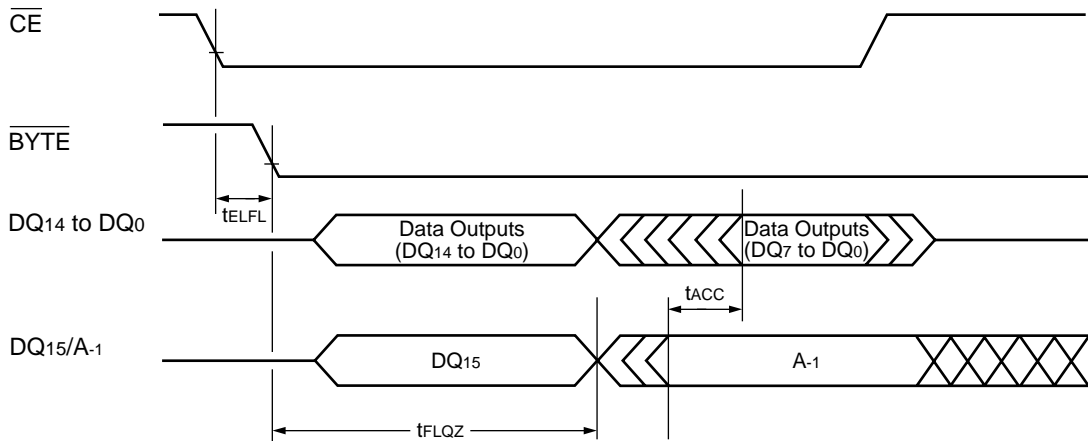 CE
BYTE
tELFL
DQ14 to DQ0
Data Outputs
(DQ14 to DQ0)
Data Outputs
(DQ7 to DQ0)
tACC
DQ15/A-1
DQ15
A-1
tFLQZ